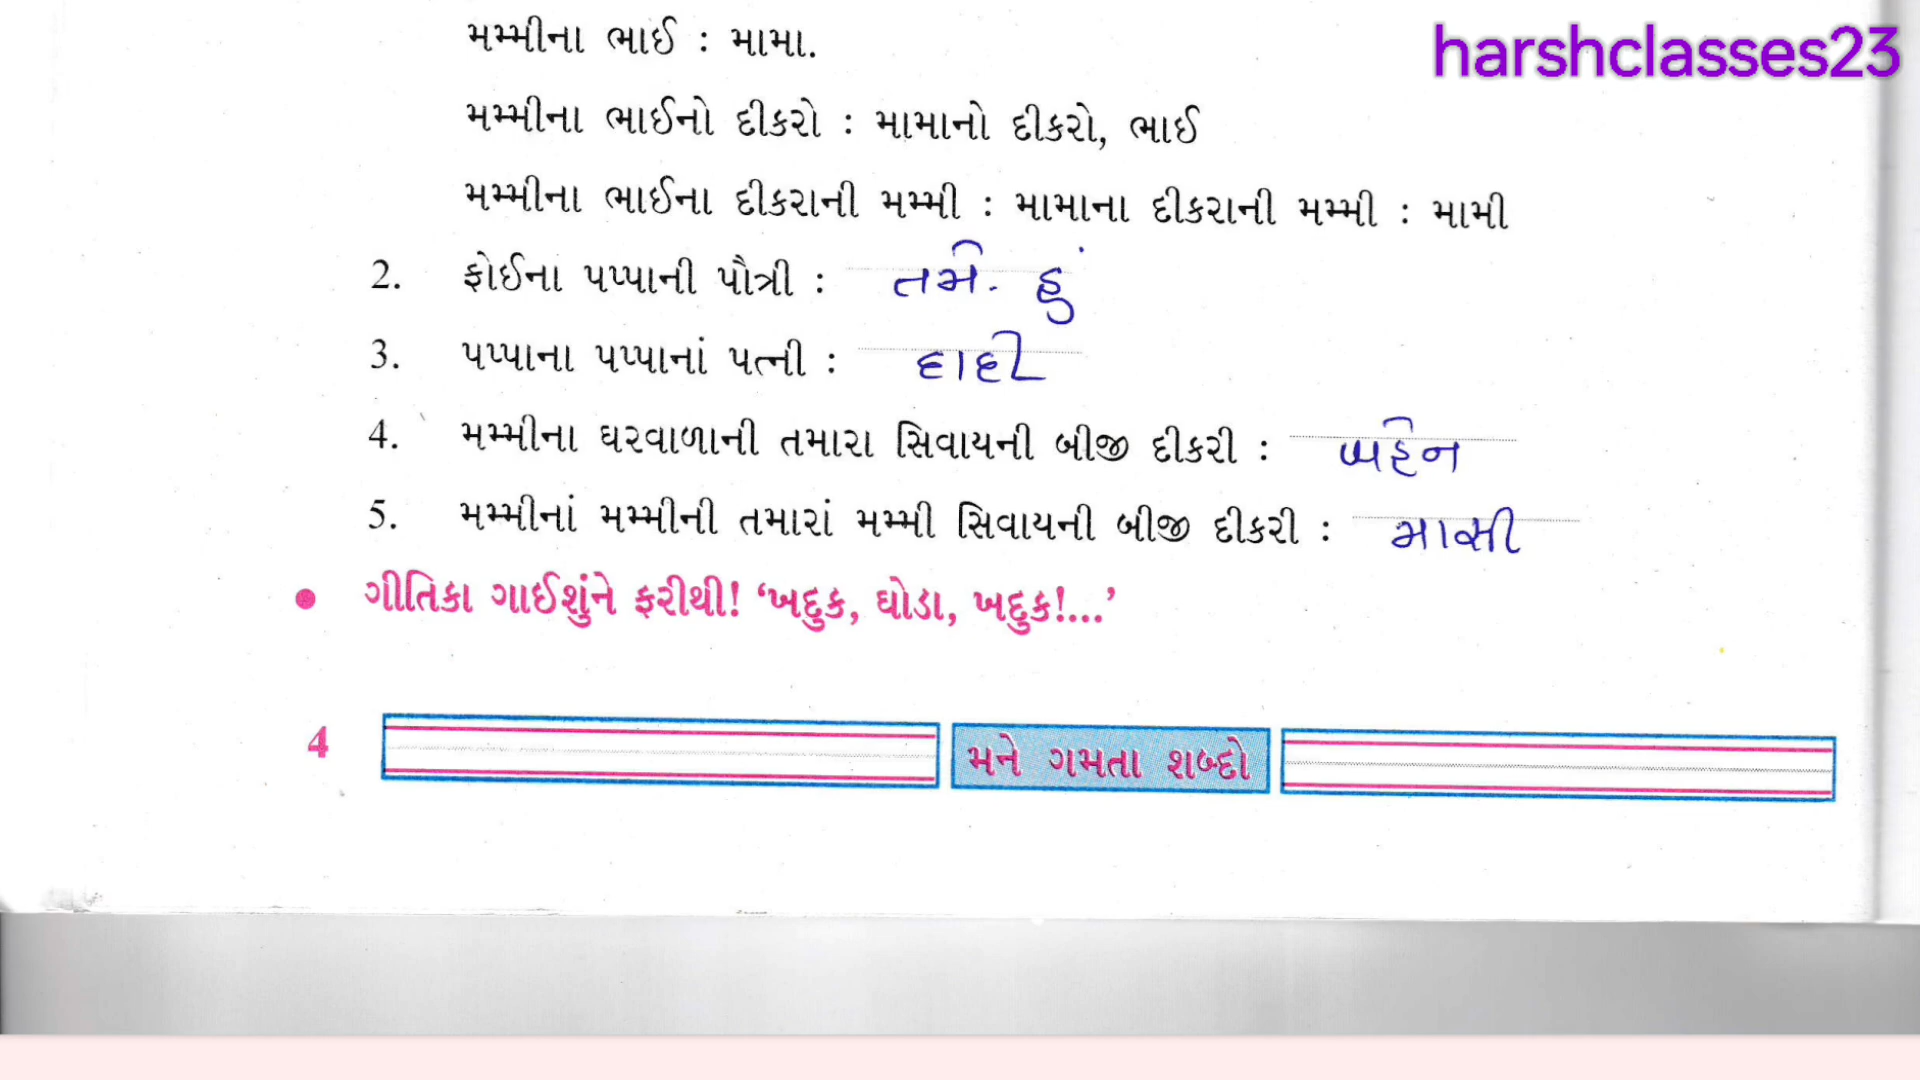 harshclasses23
મમ્મીના ભાઈ : મામા.
મમ્મીના ભાઈનો દીકરો : મામાનો દીકરો, ભાઈ
મમ્મીના ભાઈના દીકરાની મમ્મી : મામાના દીકરાની મમ્મી : મામી
2. ફોઈના પપ્પાની પૌત્રી : તમે. હું
3. પપ્પાના પપ્પાનાં પત્ની : દાદી
4. મમ્મીના ઘરવાળાની તમારા સિવાયની બીજી દીકરી : બહેન
5. મમ્મીનાં મમ્મીની તમારાં મમ્મી સિવાયની બીજી દીકરી : માસી
• ગીતિકા ગાઈશુંને ફરીથી! ‘ખદુક, ઘોડા, ખદુક!...’
4 મને ગમતા શબ્દો